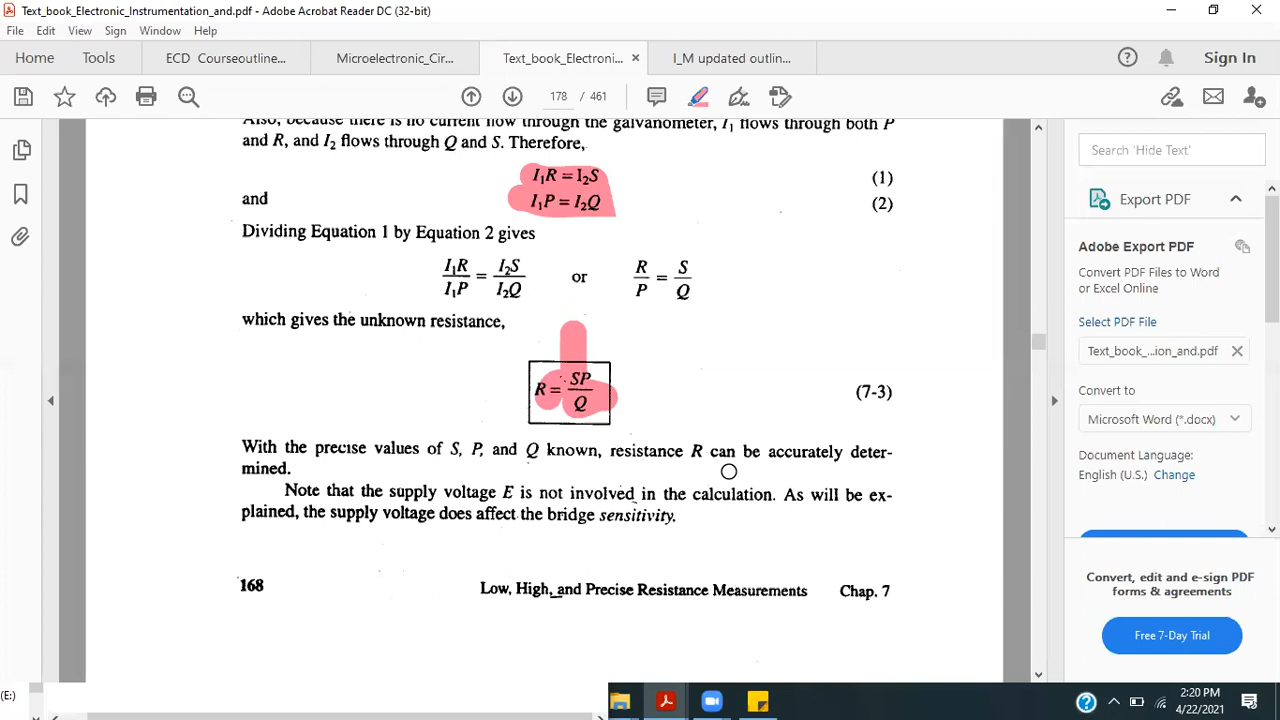 Text_book_Electronic_Instrumentation_and.pdf - Adobe Acrobat Reader DC (32-bit)
File Edit View Sign Window Help
Home Tools ECD Courseoutline... Microelectronic_Cir... Text_book_Electroni... × I_M updated outlin... Sign In
178 / 461
Also, because there is no current flow through the galvanometer, I₁ flows through both P
and R, and I₂ flows through Q and S. Therefore,
I₁R = I₂S (1)
and I₁P = I₂Q (2)
Dividing Equation 1 by Equation 2 gives
I₁R/I₁P = I₂S/I₂Q or R/P = S/Q
which gives the unknown resistance,
R = SP/Q (7-3)
With the precise values of S, P, and Q known, resistance R can be accurately deter-
mined.
Note that the supply voltage E is not involved in the calculation. As will be ex-
plained, the supply voltage does affect the bridge sensitivity.
168 Low, High, and Precise Resistance Measurements Chap. 7
Search 'Hide Text'
Export PDF
Adobe Export PDF
Convert PDF Files to Word
or Excel Online
Select PDF File
Text_book_...ion_and.pdf ×
Convert to
Microsoft Word (*.docx)
Document Language:
English (U.S.) Change
Convert, edit and e-sign PDF
forms & agreements
Free 7-Day Trial
(E:)
2:20 PM
4/22/2021